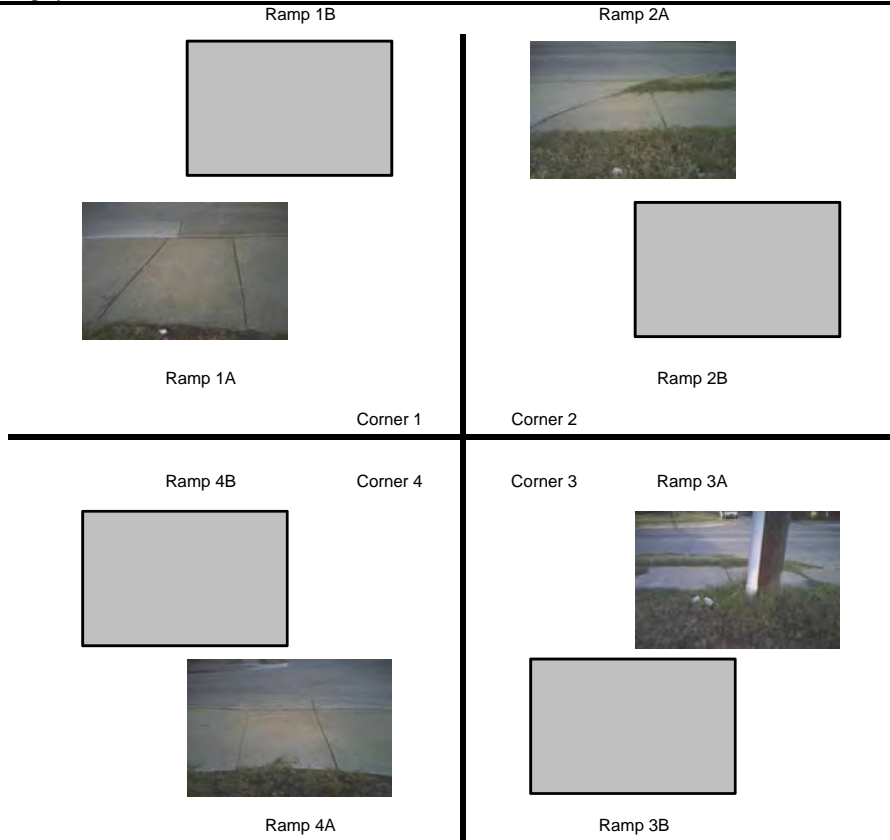 Ramp 1B
Ramp 2A
Ramp 1A
Ramp 2B
Corner 1
Corner 2
Ramp 4B
Corner 4
Corner 3
Ramp 3A
Ramp 4A
Ramp 3B